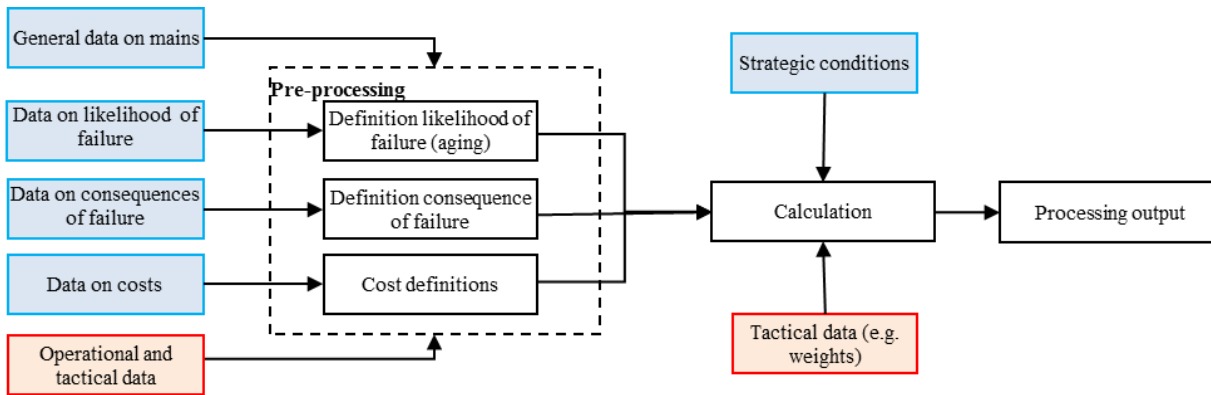 General data on mains
Pre-processing
Data on likelihood of
failure
Definition likelihood of
failure (aging)
Data on consequences
of failure
Definition consequence
of failure
Data on costs
Cost definitions
Operational and
tactical data
Strategic conditions
Calculation
Processing output
Tactical data (e.g.
weights)